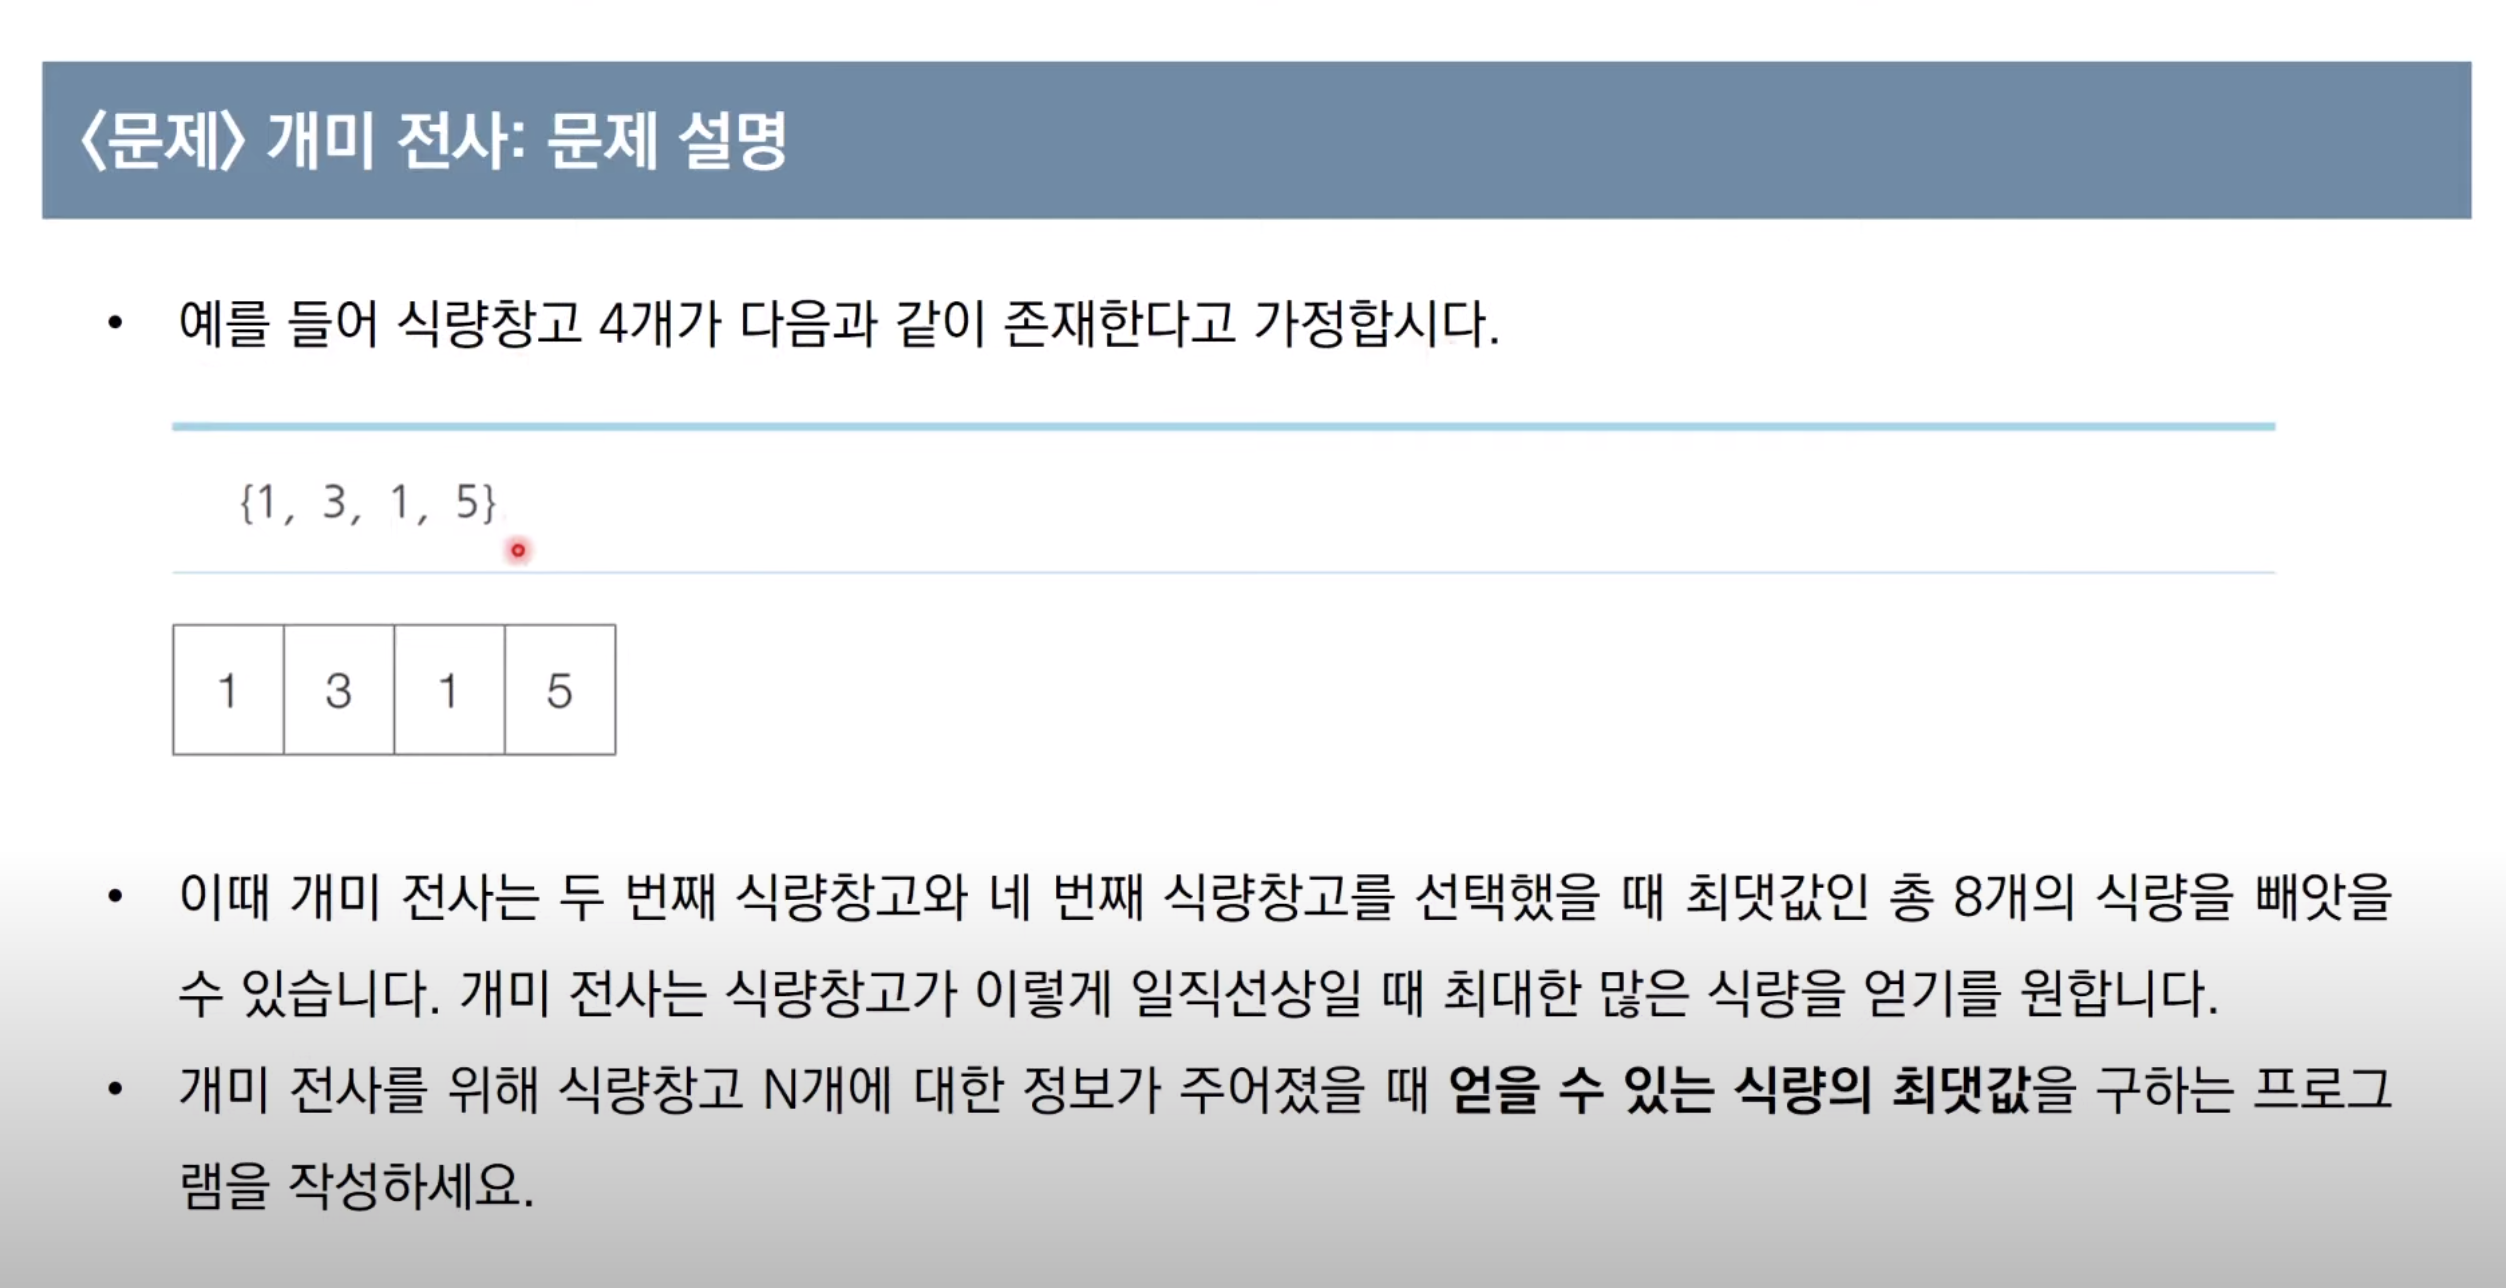 〈문제〉 개미 전사: 문제 설명
• 예를 들어 식량창고 4개가 다음과 같이 존재한다고 가정합시다.
{1, 3, 1, 5}
1 3 1 5
• 이때 개미 전사는 두 번째 식량창고와 네 번째 식량창고를 선택했을 때 최댓값인 총 8개의 식량을 빼앗을
수 있습니다. 개미 전사는 식량창고가 이렇게 일직선상일 때 최대한 많은 식량을 얻기를 원합니다.
• 개미 전사를 위해 식량창고 N개에 대한 정보가 주어졌을 때 얻을 수 있는 식량의 최댓값을 구하는 프로그
램을 작성하세요.